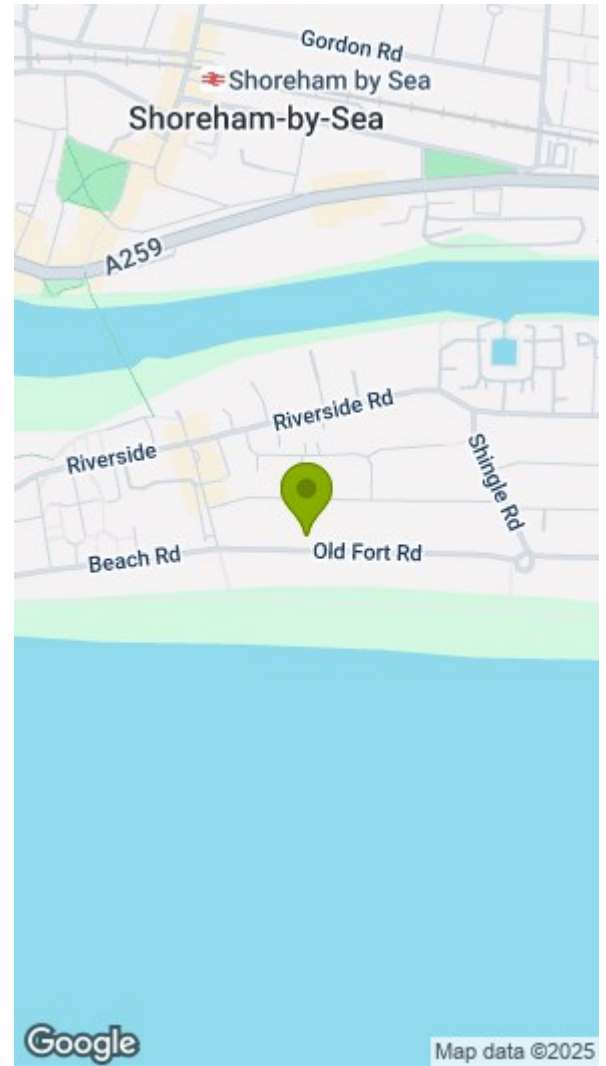 Gordon Rd
Shoreham by Sea
Shoreham-by-Sea
A259
Riverside Rd
Riverside
Shingle Rd
Beach Rd
Old Fort Rd
Google
Map data ©2025